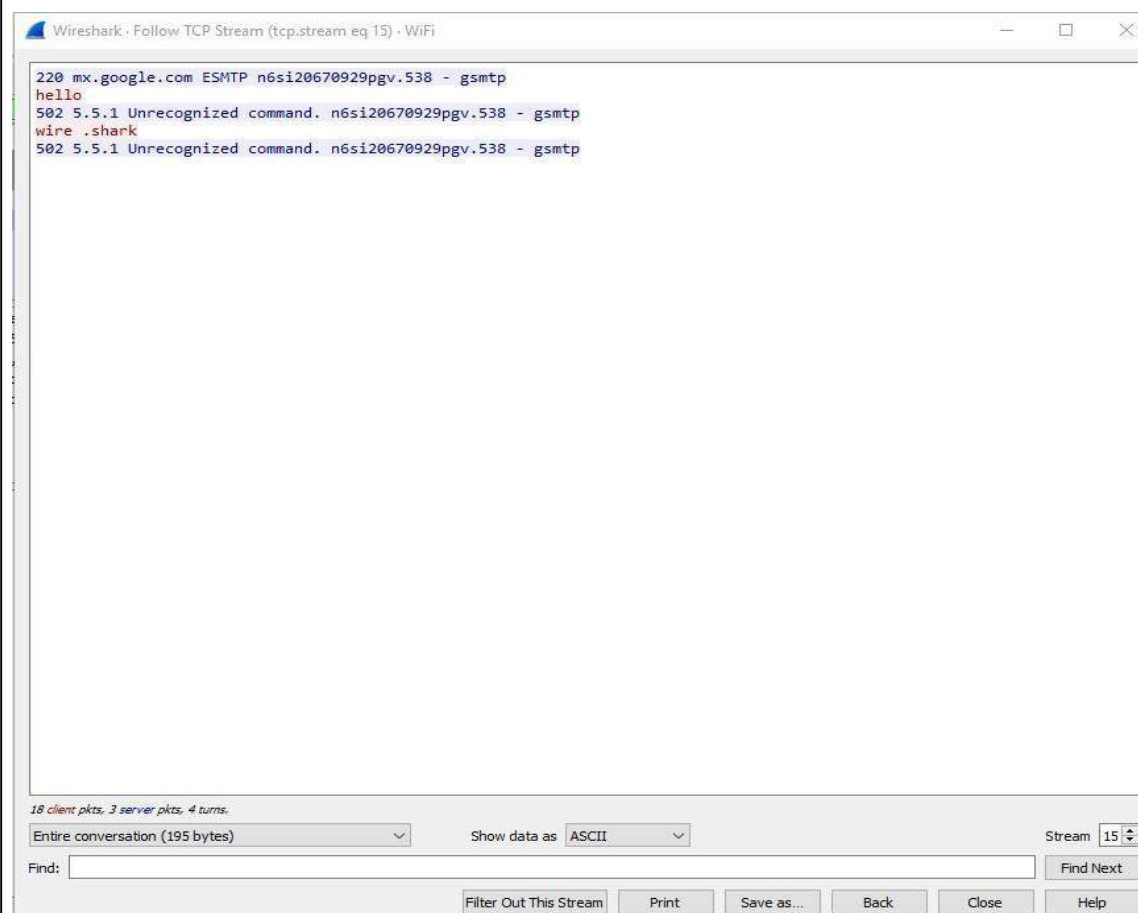 Wireshark · Follow TCP Stream (tcp.stream eq 15) · WiFi
220 mx.google.com ESMTP n6si20670929pgv.538 - gsmtp
hello
502 5.5.1 Unrecognized command. n6si20670929pgv.538 - gsmtp
wire .shark
502 5.5.1 Unrecognized command. n6si20670929pgv.538 - gsmtp
18 client pkts, 3 server pkts, 4 turns.
Entire conversation (195 bytes) Show data as ASCII Stream 15
Find: Find Next
Filter Out This Stream Print Save as... Back Close Help